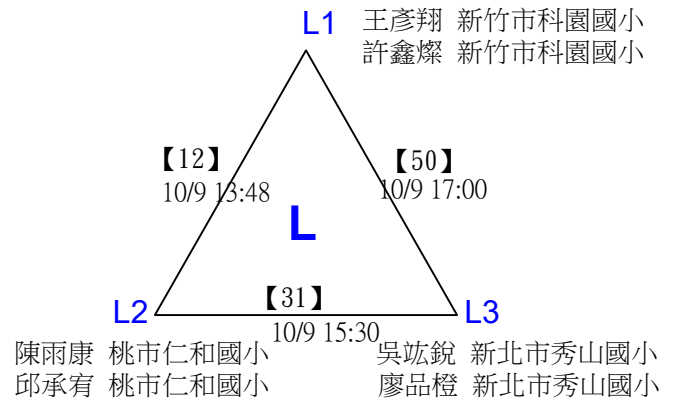 L1 王彥翔 新竹市科園國小
許鑫燦 新竹市科園國小
【12】 【50】
10/9 13:48 10/9 17:00
L
L2 【31】 L3
10/9 15:30
陳雨康 桃市仁和國小 吳竑銳 新北市秀山國小
邱承宥 桃市仁和國小 廖品橙 新北市秀山國小